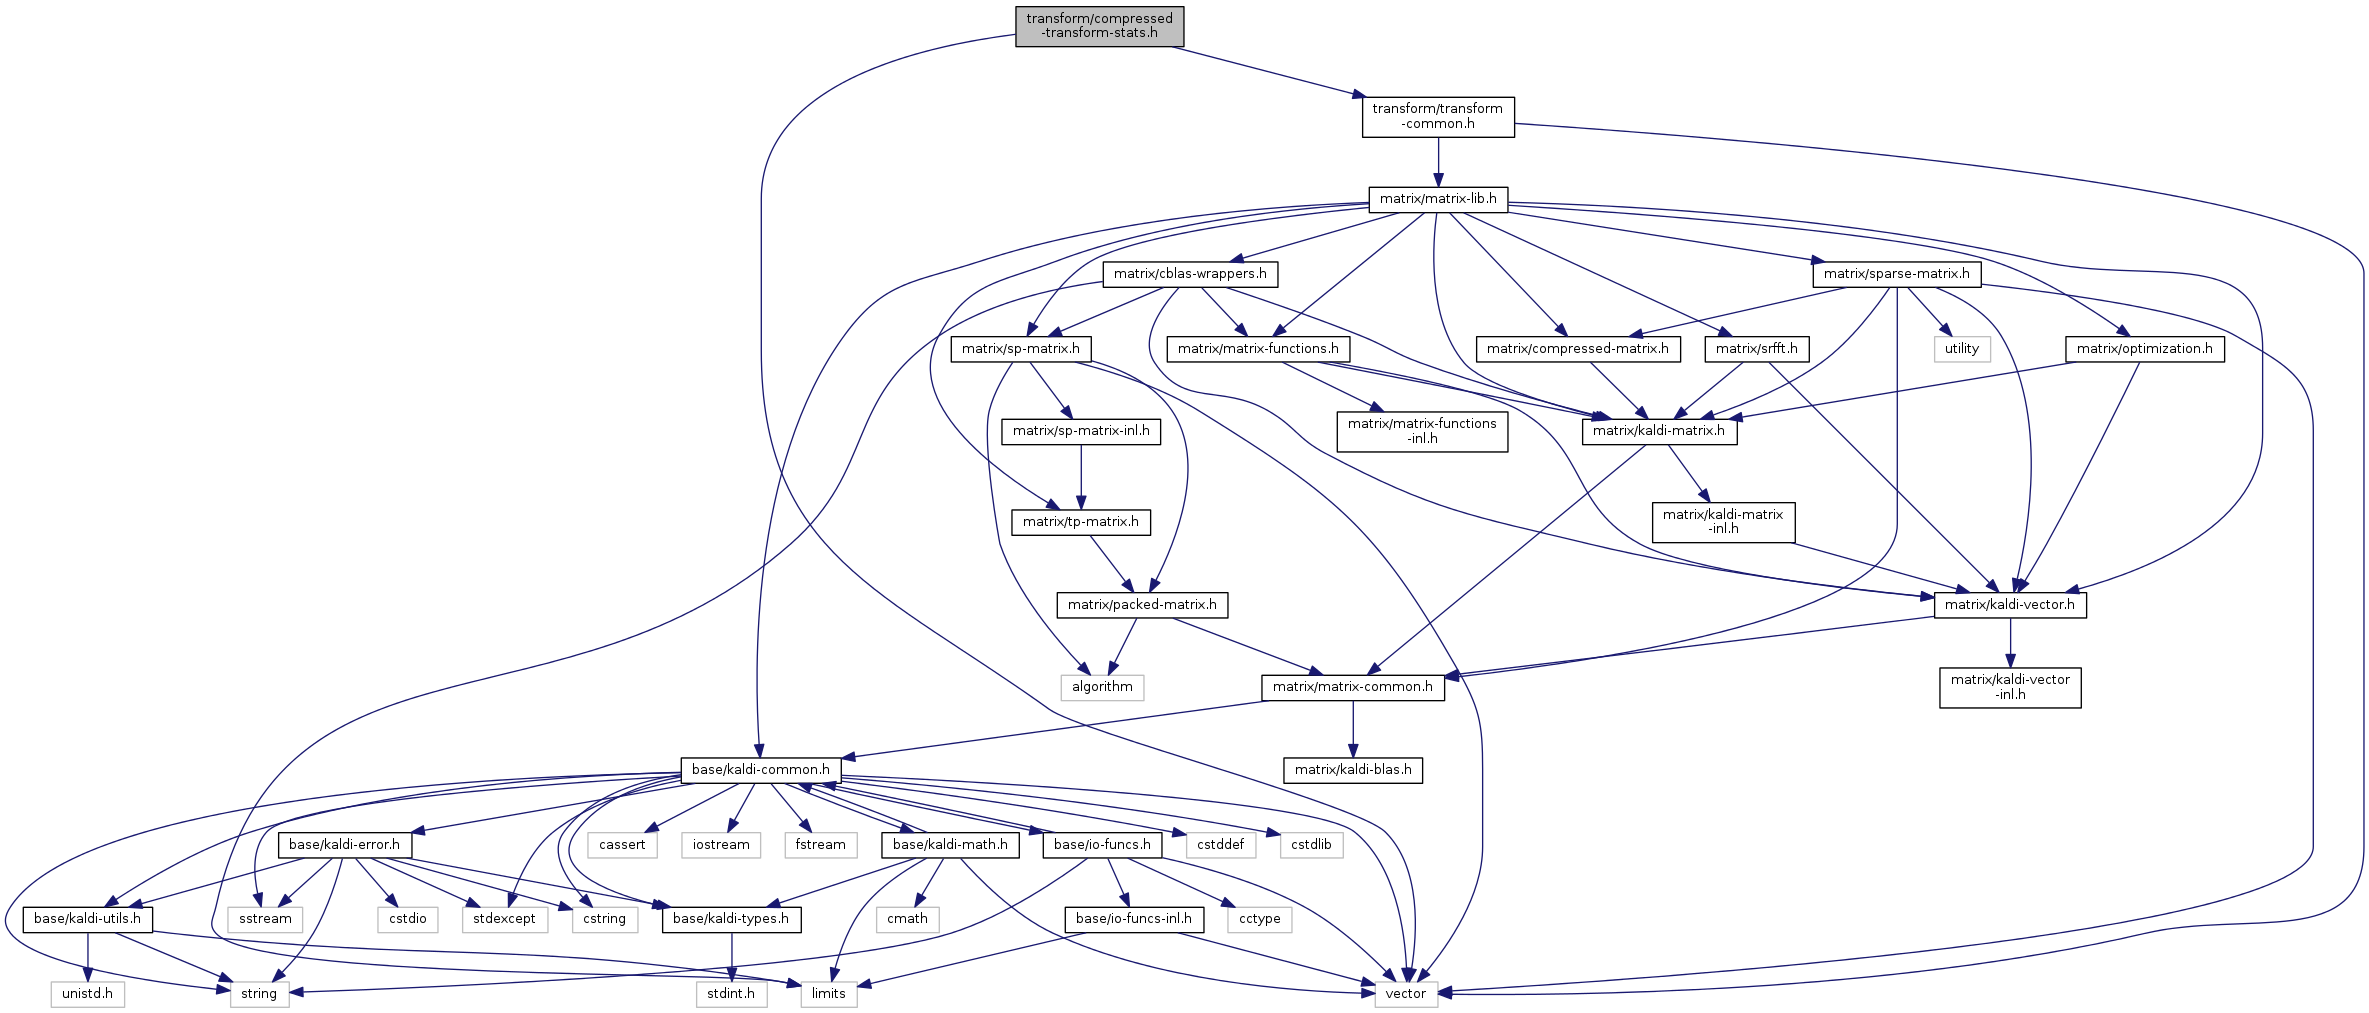 transform/compressed
-transform-stats.h
transform/transform
-common.h
matrix/matrix-lib.h
matrix/cblas-wrappers.h
matrix/sparse-matrix.h
matrix/sp-matrix.h
matrix/matrix-functions.h
matrix/compressed-matrix.h
matrix/srfft.h
utility
matrix/optimization.h
matrix/sp-matrix-inl.h
matrix/matrix-functions
-inl.h
matrix/kaldi-matrix.h
matrix/tp-matrix.h
matrix/kaldi-matrix
-inl.h
matrix/packed-matrix.h
matrix/kaldi-vector.h
algorithm
matrix/matrix-common.h
matrix/kaldi-vector
-inl.h
base/kaldi-common.h
matrix/kaldi-blas.h
base/kaldi-error.h
cassert
iostream
fstream
base/kaldi-math.h
base/io-funcs.h
cstddef
cstdlib
base/kaldi-utils.h
sstream
cstdio
stdexcept
cstring
base/kaldi-types.h
cmath
base/io-funcs-inl.h
cctype
unistd.h
string
stdint.h
limits
vector